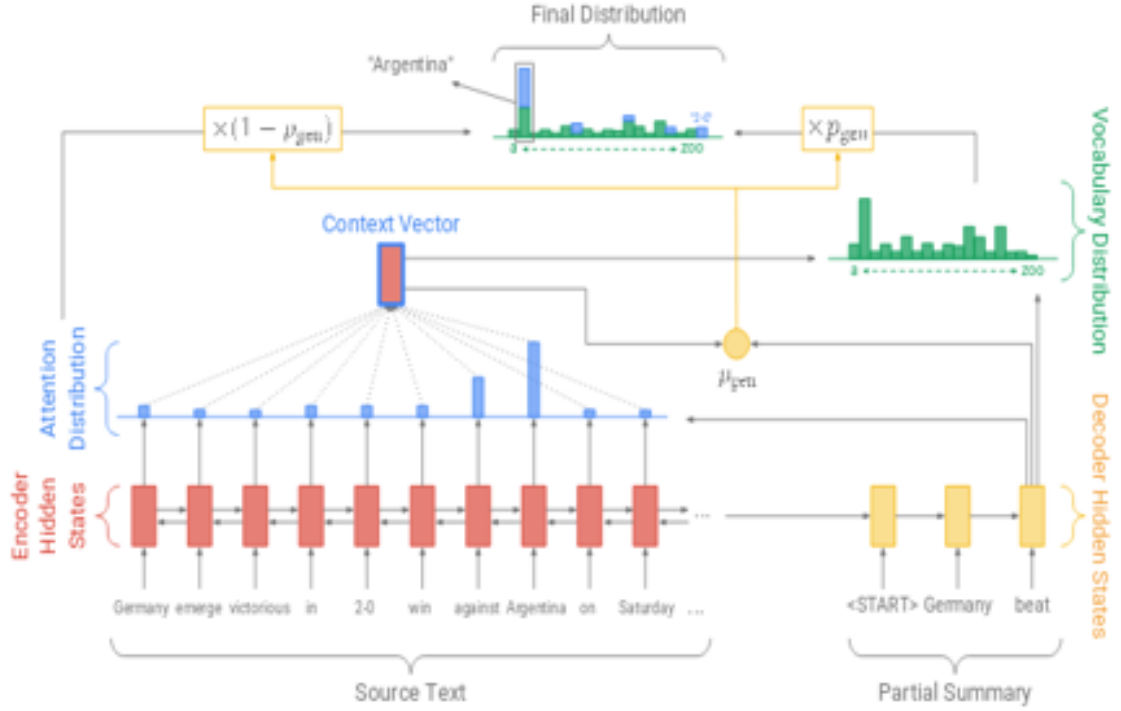 Final Distribution
"Argentina"
×(1 − p_gen)
×p_gen
"2-0"
a
zoo
Context Vector
Vocabulary Distribution
a
zoo
Attention
Distribution
p_gen
Encoder
Hidden
States
...
Decoder Hidden States
Germany emerge victorious in 2-0 win against Argentina on Saturday ...
<START> Germany beat
Source Text
Partial Summary